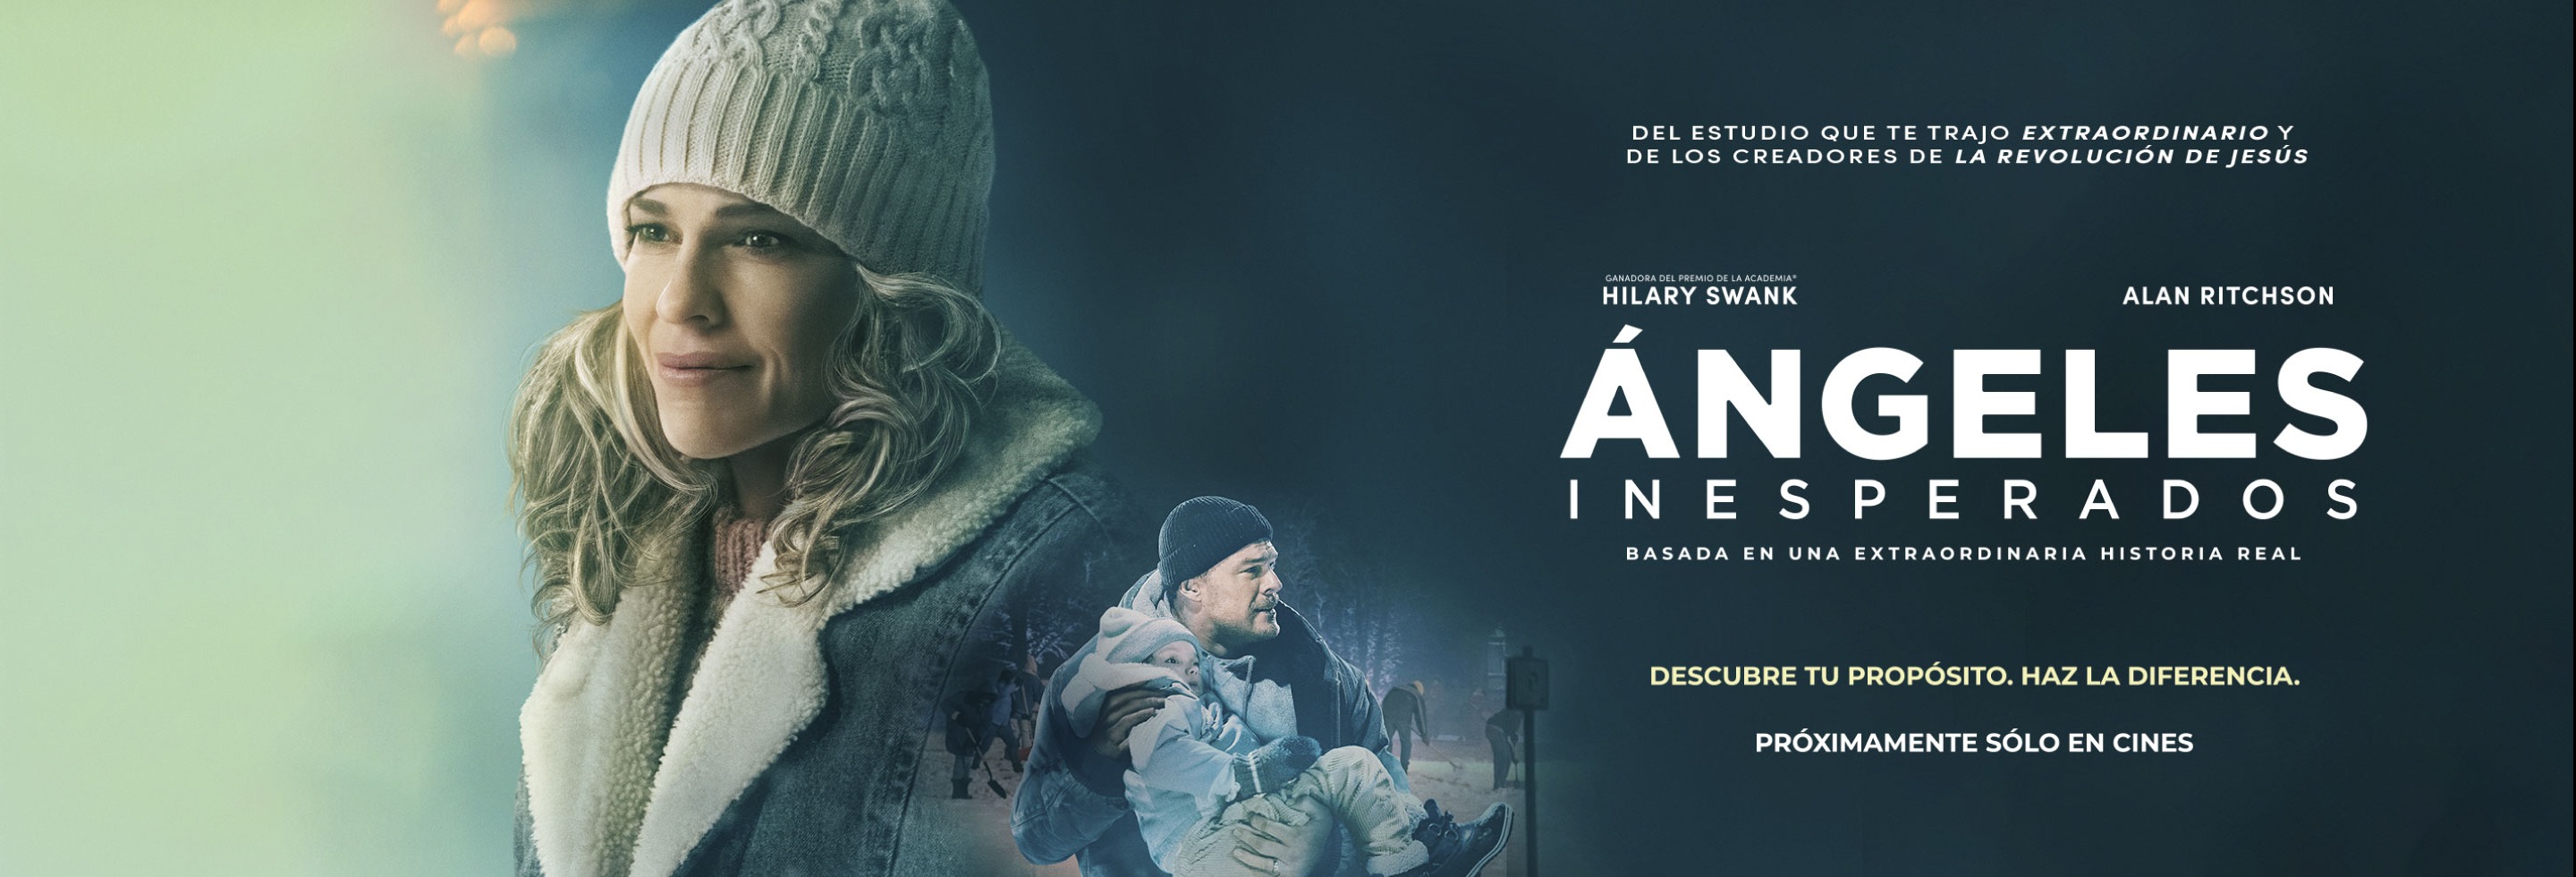 DEL ESTUDIO QUE TE TRAJO EXTRAORDINARIO Y
DE LOS CREADORES DE LA REVOLUCIÓN DE JESÚS
GANADORA DEL PREMIO DE LA ACADEMIA®
HILARY SWANK
ALAN RITCHSON
ÁNGELES
INESPERADOS
BASADA EN UNA EXTRAORDINARIA HISTORIA REAL
DESCUBRE TU PROPÓSITO. HAZ LA DIFERENCIA.
PRÓXIMAMENTE SÓLO EN CINES